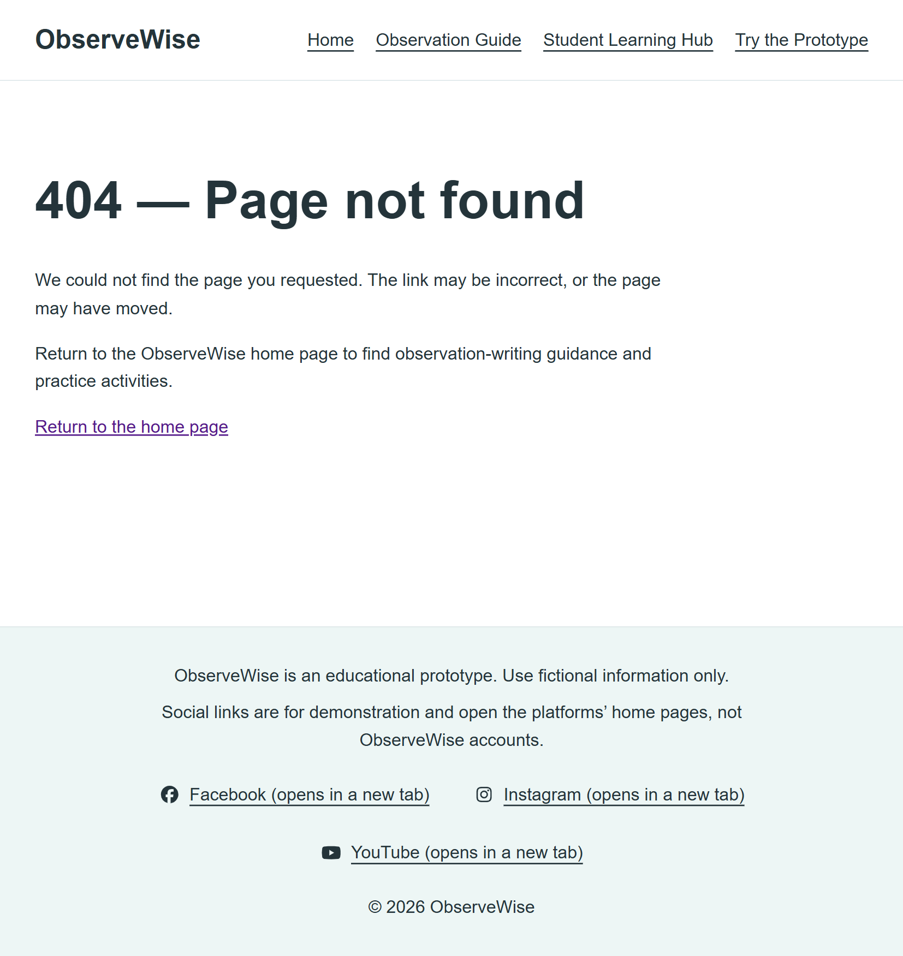 ObserveWise
Home Observation Guide Student Learning Hub Try the Prototype
404 — Page not found
We could not find the page you requested. The link may be incorrect, or the page
may have moved.
Return to the ObserveWise home page to find observation-writing guidance and
practice activities.
Return to the home page
ObserveWise is an educational prototype. Use fictional information only.
Social links are for demonstration and open the platforms’ home pages, not
ObserveWise accounts.
Facebook (opens in a new tab) Instagram (opens in a new tab)
YouTube (opens in a new tab)
© 2026 ObserveWise